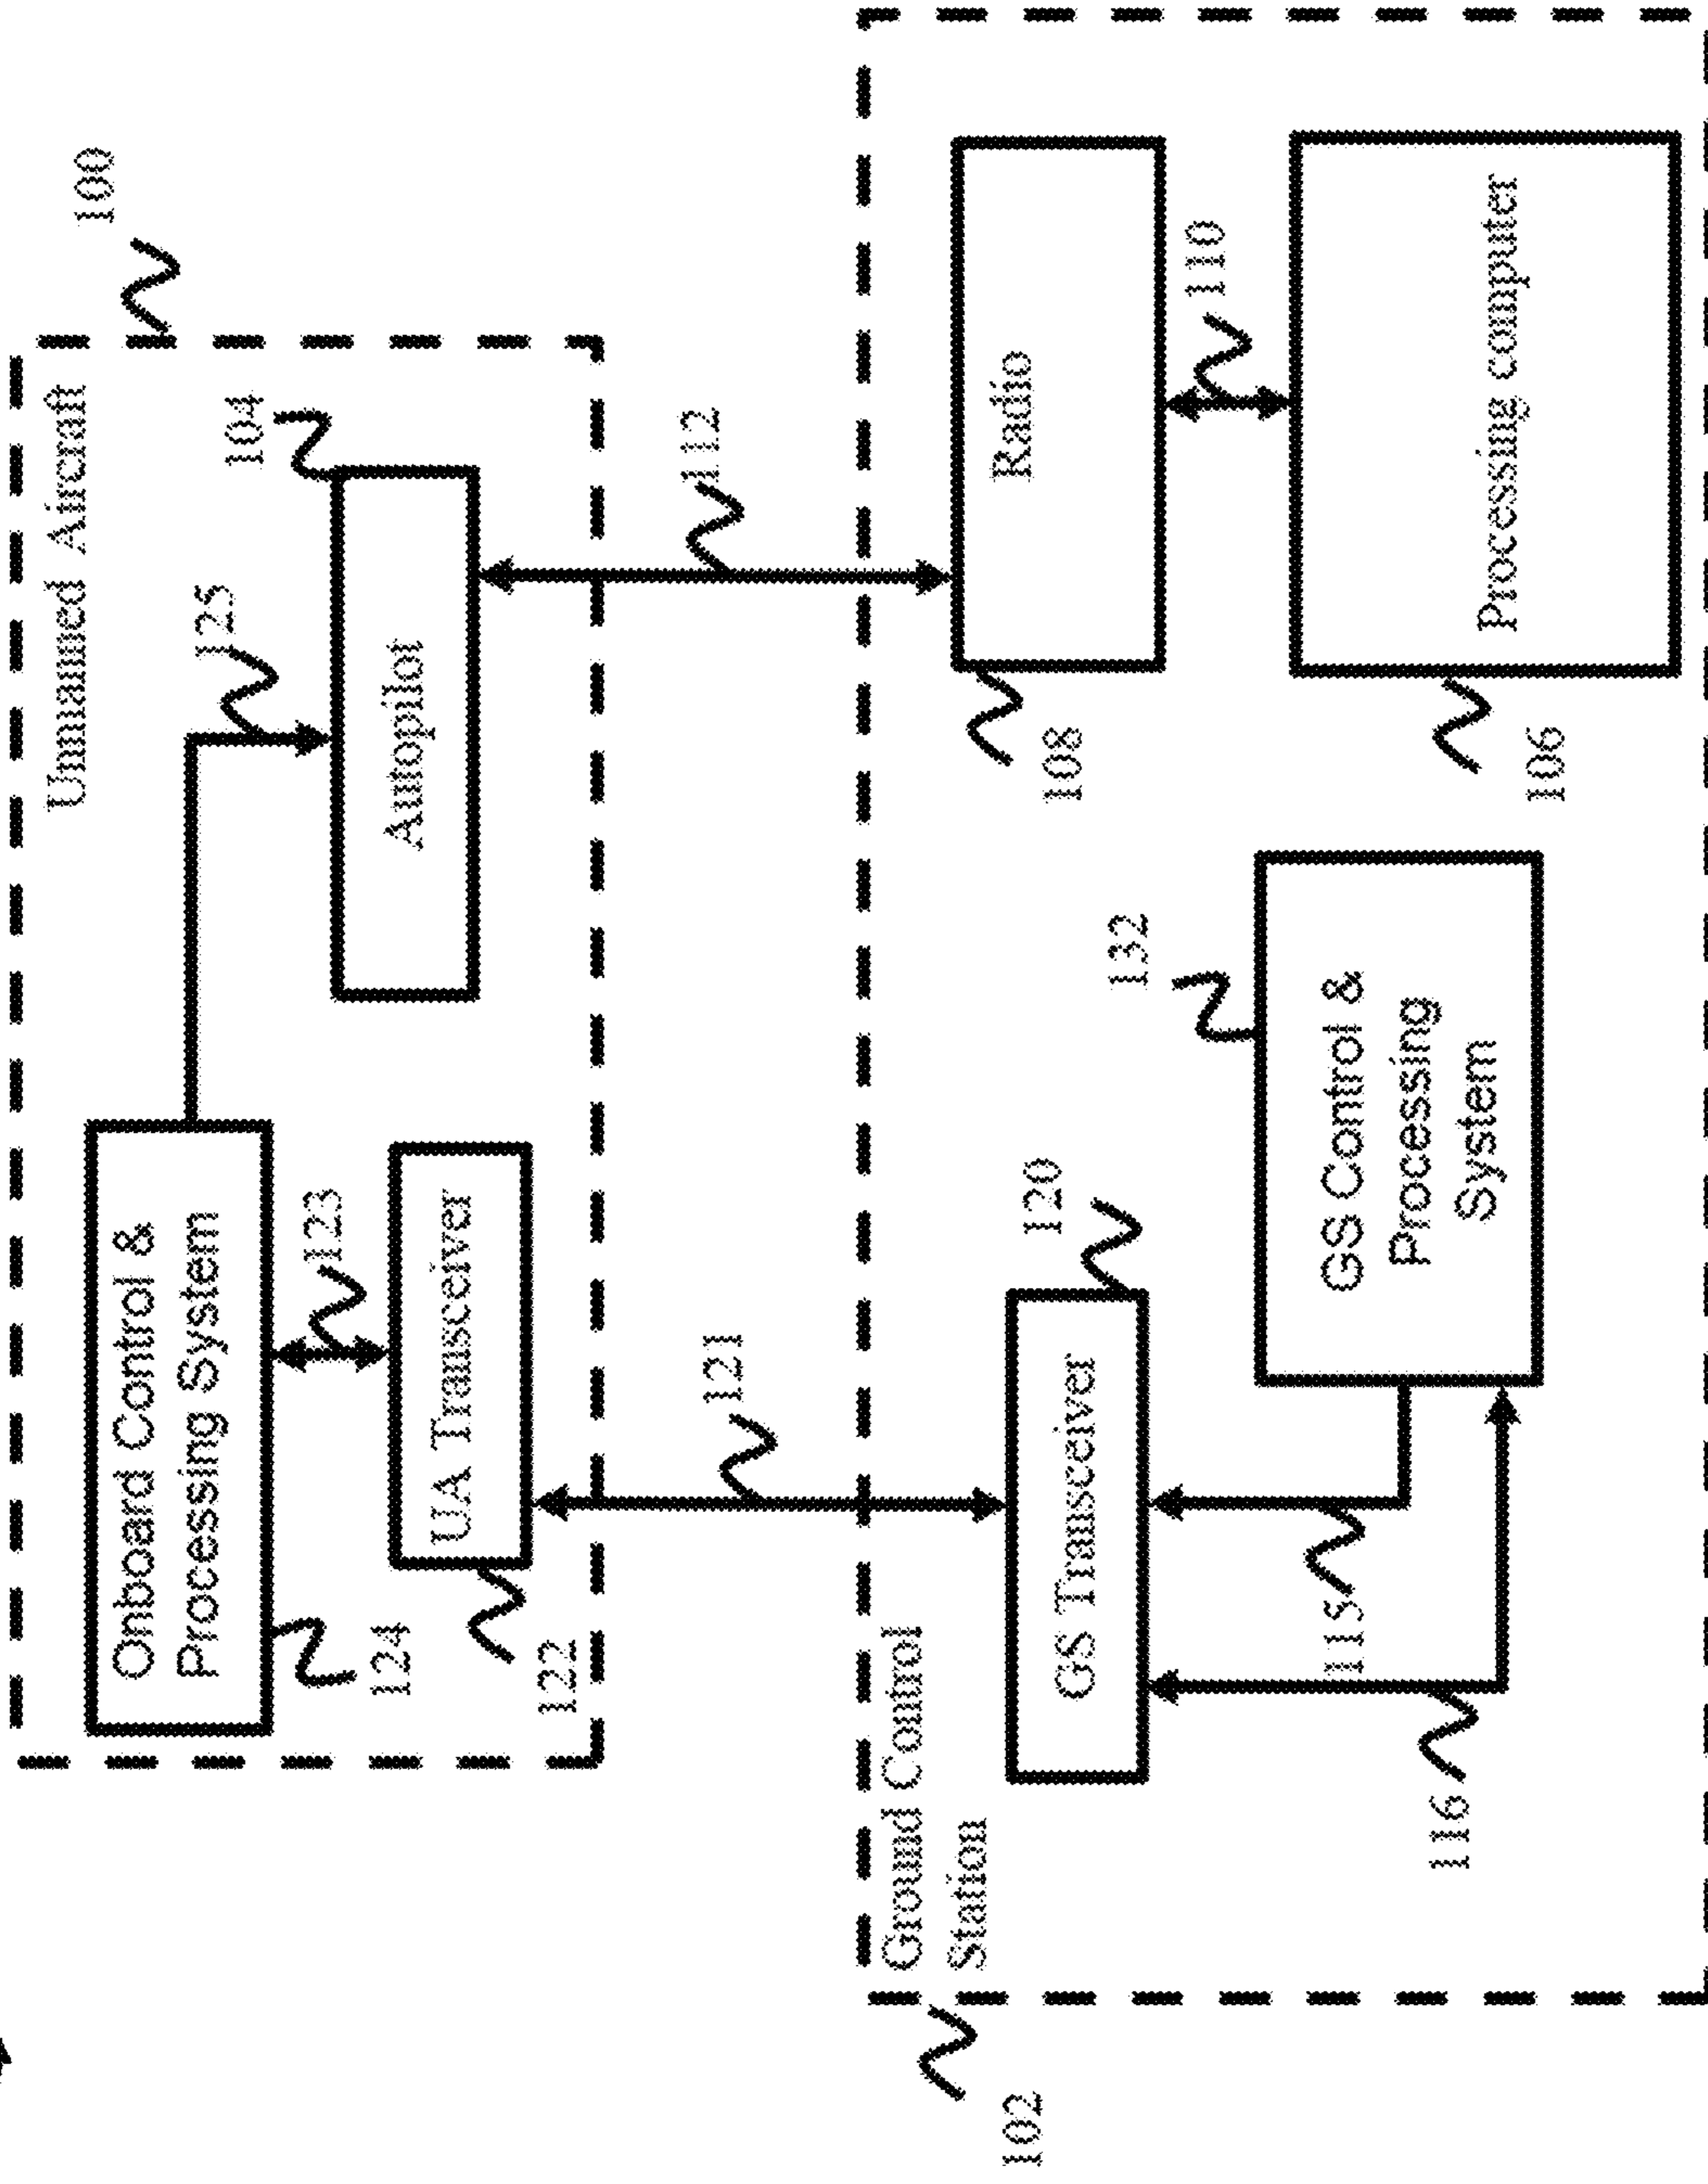 Unmanned Aircraft
100
Onboard Control &
Processing System
124
123
UA Transceiver
122
125
104
Autopilot
121
112
Ground Control
Station
102
GS Transceiver
120
115
116
GS Control &
Processing
System
132
Radio
108
110
Processing computer
106